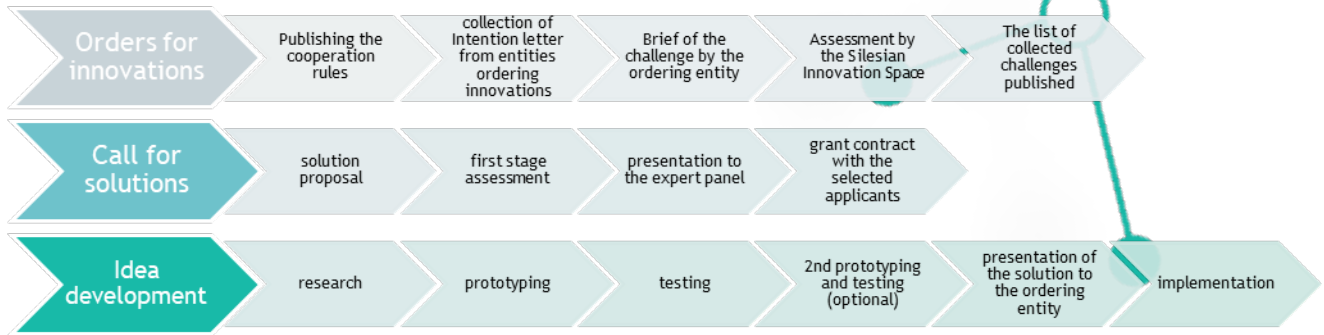 Orders for
innovations
Publishing the
cooperation
rules
collection of
Intention letter
from entities
ordering
innovations
Brief of the
challenge by the
ordering entity
Assessment by
the Silesian
Innovation Space
The list of
collected
challenges
published
Call for
solutions
solution
proposal
first stage
assessment
presentation to
the expert panel
grant contract
with the
selected
applicants
Idea
development
research
prototyping
testing
2nd prototyping
and testing
(optional)
presentation of
the solution to
the ordering
entity
implementation